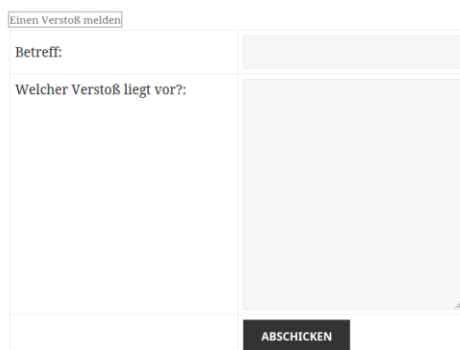 Einen Verstoß melden
Betreff:
Welcher Verstoß liegt vor?:
ABSCHICKEN